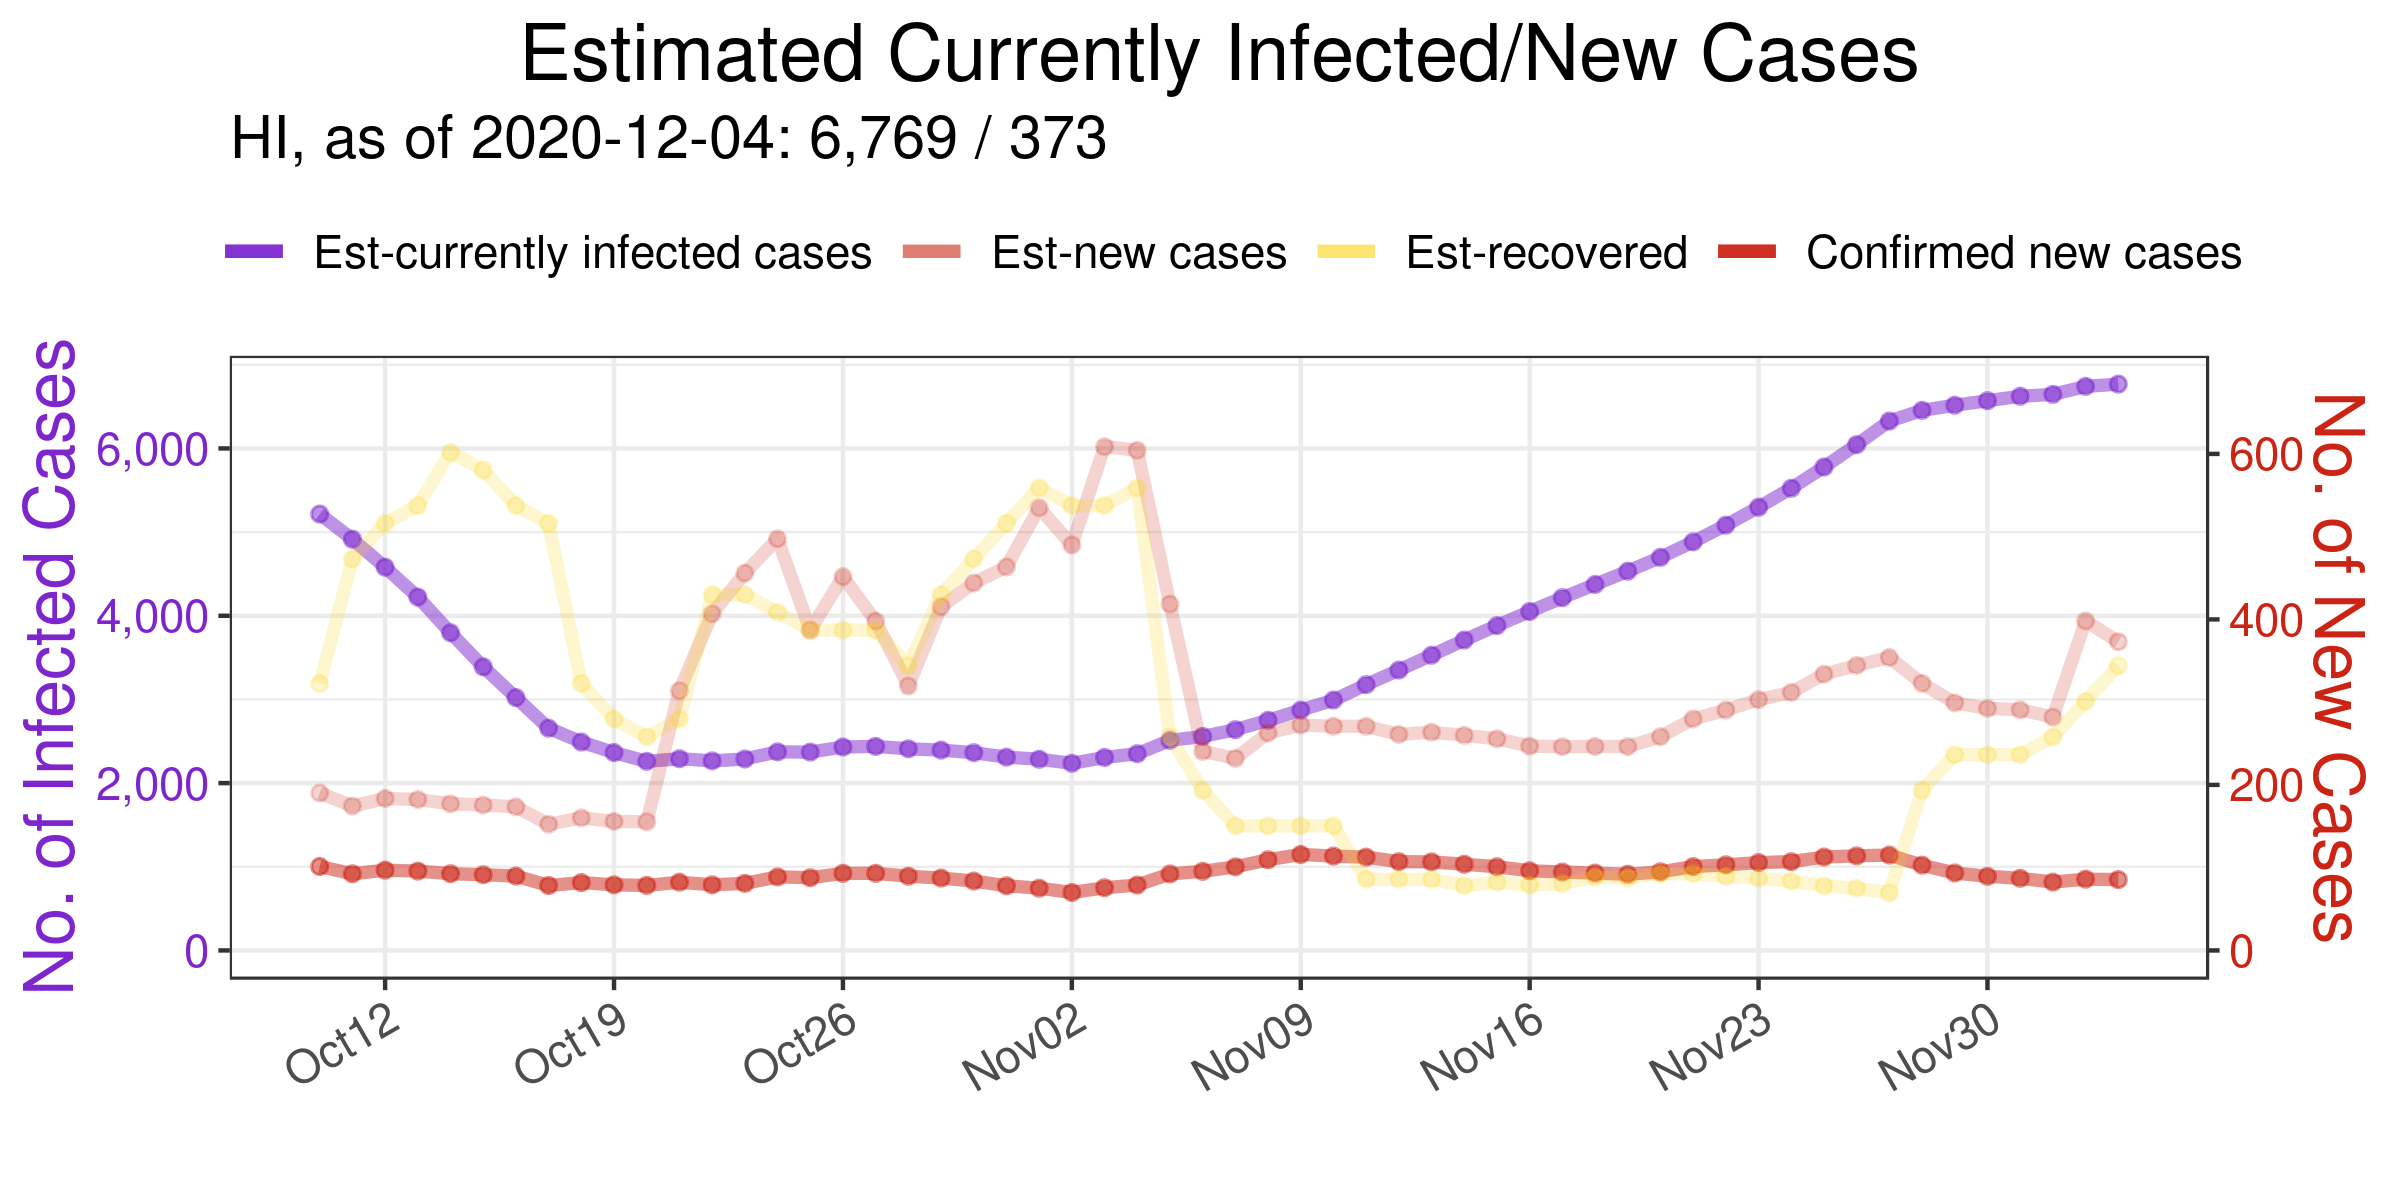 Estimated Currently Infected/New Cases
HI, as of 2020-12-04: 6,769 / 373
Est-currently infected cases Est-new cases Est-recovered Confirmed new cases
No. of Infected Cases
6,000
4,000
2,000
0
600
400
200
0
No. of New Cases
Oct12 Oct19 Oct26 Nov02 Nov09 Nov16 Nov23 Nov30